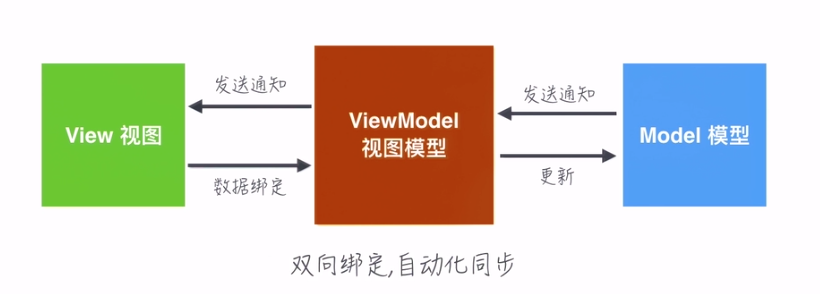 发送通知
发送通知
View 视图
ViewModel
视图模型
Model 模型
数据绑定
更新
双向绑定,自动化同步